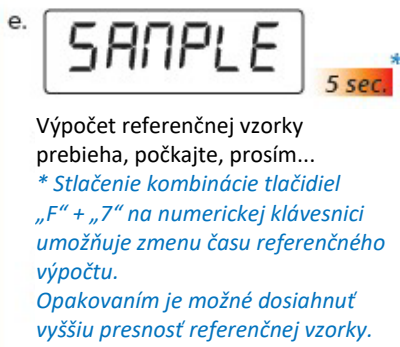 e.
SAMPLE
5 sec.*
Výpočet referenčnej vzorky
prebieha, počkajte, prosím...
* Stlačenie kombinácie tlačidiel
„F“ + „7“ na numerickej klávesnici
umožňuje zmenu času referenčného
výpočtu.
Opakovaním je možné dosiahnuť
vyššiu presnosť referenčnej vzorky.